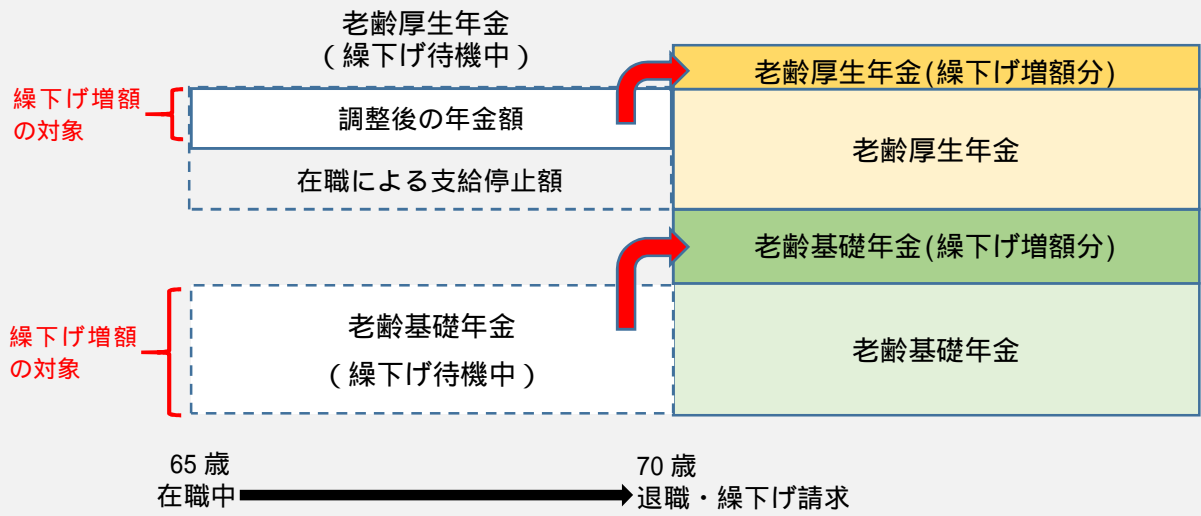 老齢厚生年金
(繰下げ待機中)
繰下げ増額
の対象
調整後の年金額
在職による支給停止額
老齢厚生年金(繰下げ増額分)
老齢厚生年金
老齢基礎年金(繰下げ増額分)
繰下げ増額
の対象
老齢基礎年金
(繰下げ待機中)
老齢基礎年金
65 歳
在職中
70 歳
退職・繰下げ請求